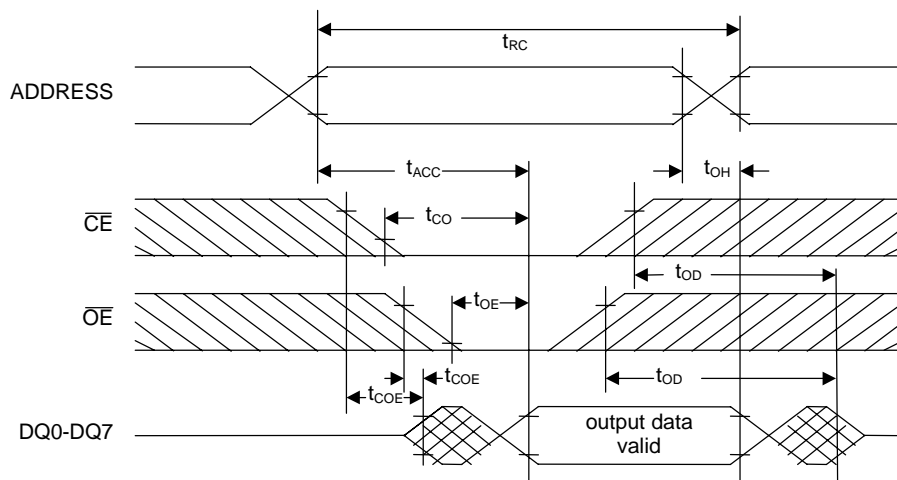 tRC
ADDRESS
tACC
tOH
CE
tCO
tOD
OE
tOE
tCOE
tCOE
tOD
DQ0-DQ7
output data
valid